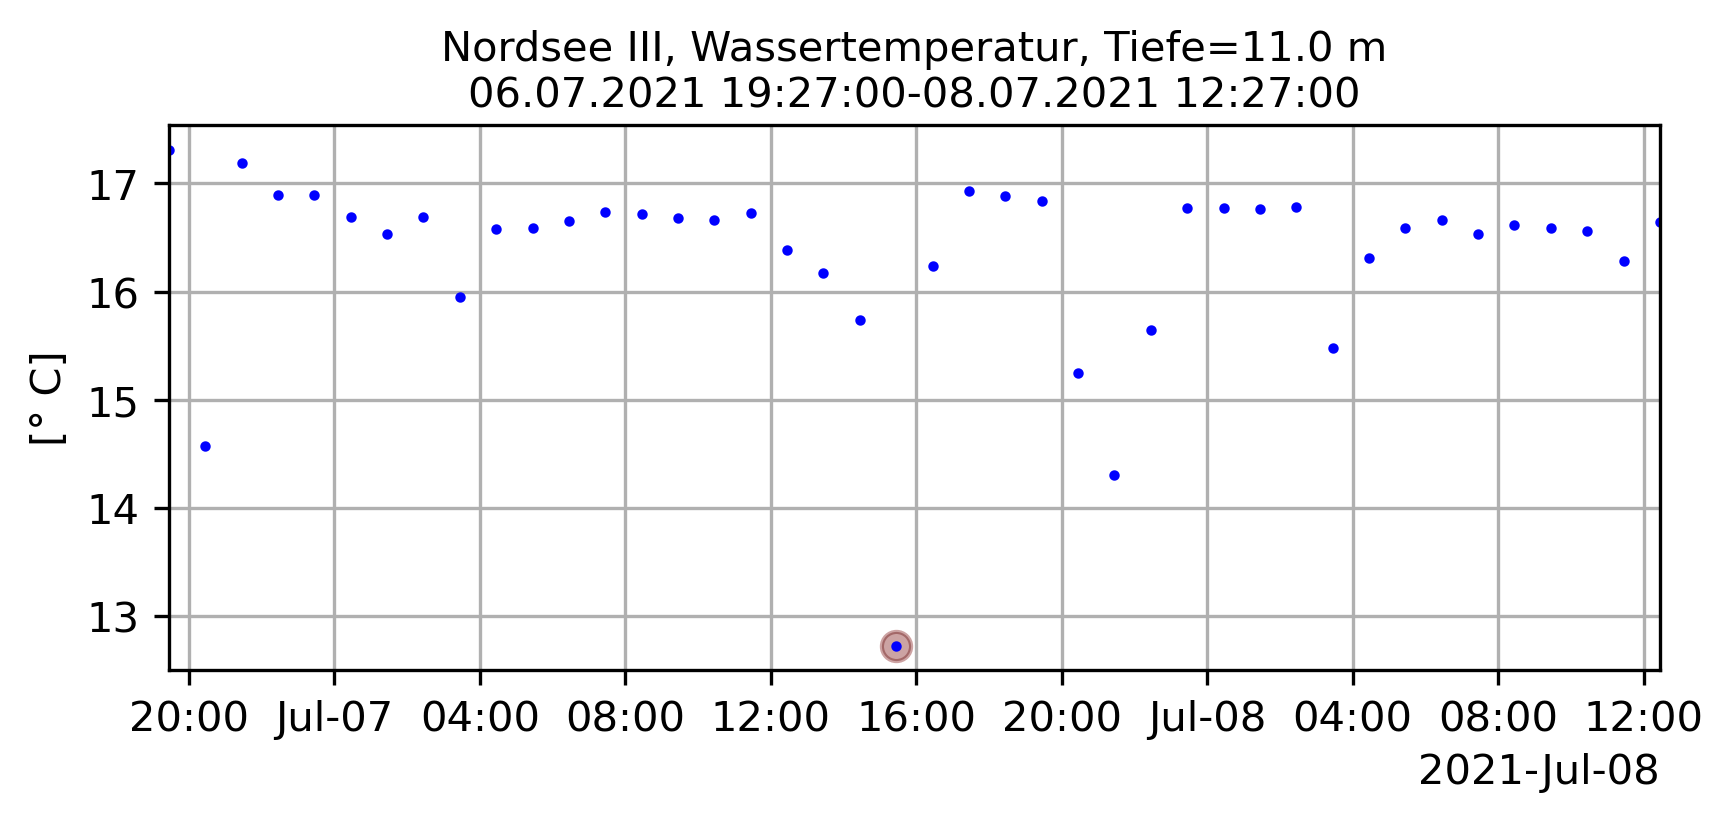 Nordsee III, Wassertemperatur, Tiefe=11.0 m
06.07.2021 19:27:00-08.07.2021 12:27:00
[° C]
17
16
15
14
13
20:00 Jul-07 04:00 08:00 12:00 16:00 20:00 Jul-08 04:00 08:00 12:00
2021-Jul-08